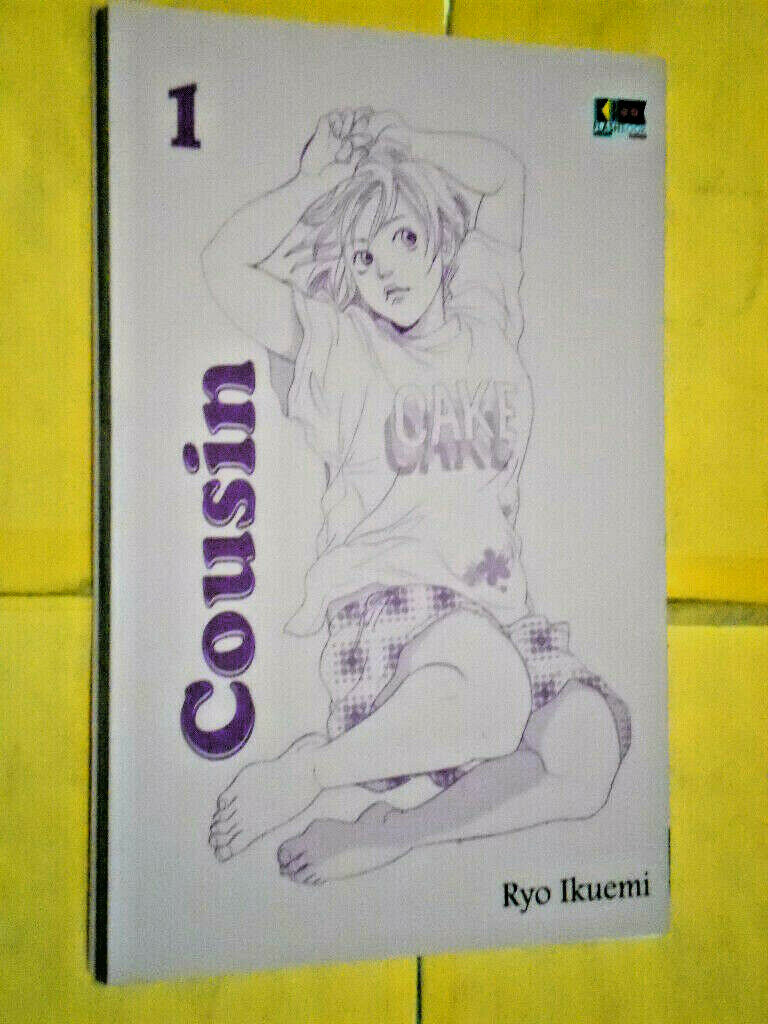 1
Cousin
CAKE
Ryo Ikuemi